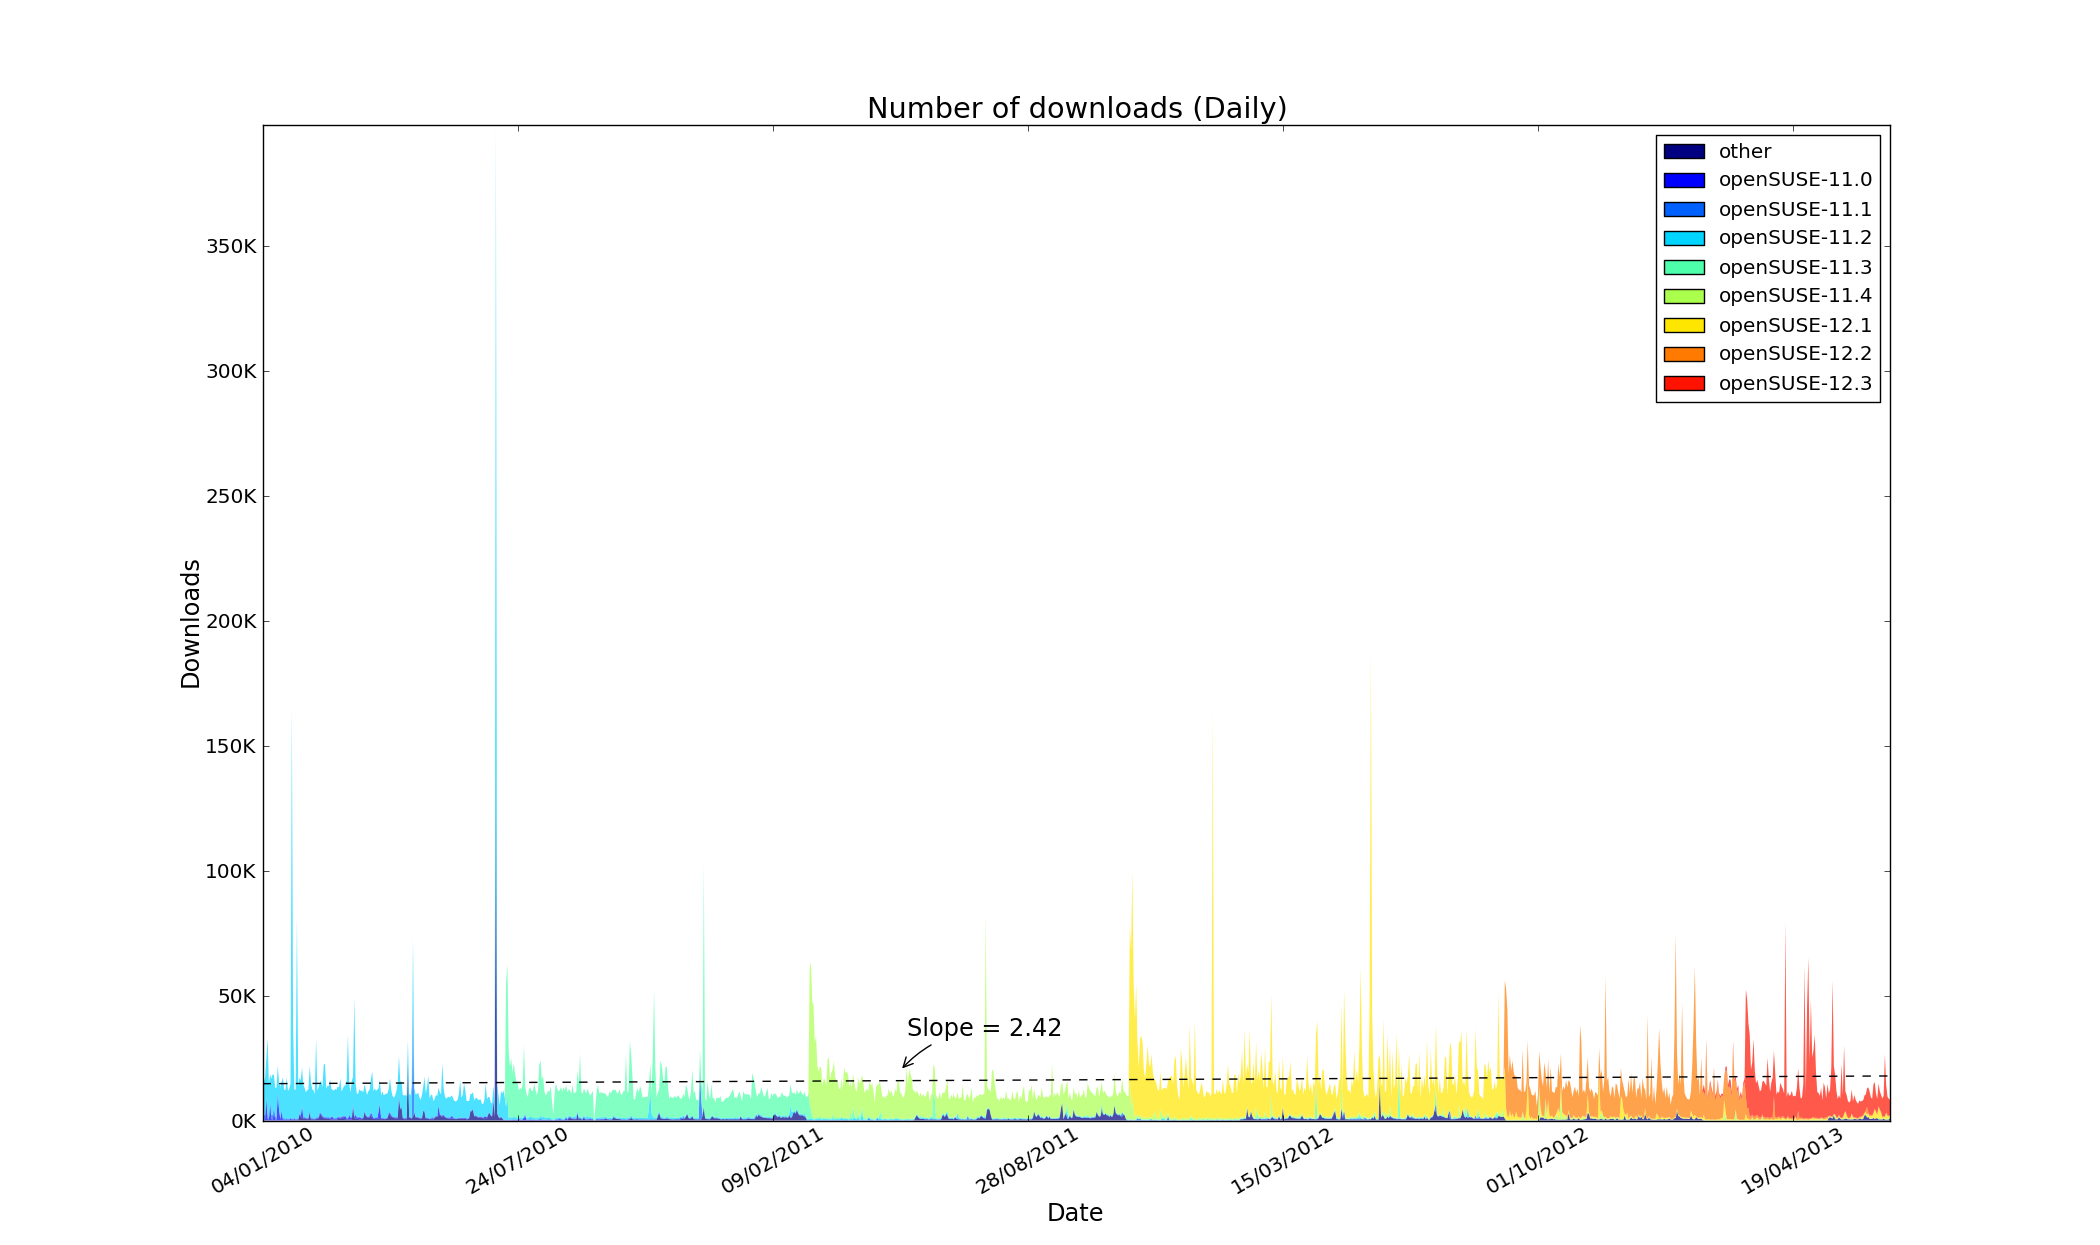 Number of downloads (Daily)
other
openSUSE-11.0
openSUSE-11.1
openSUSE-11.2
openSUSE-11.3
openSUSE-11.4
openSUSE-12.1
openSUSE-12.2
openSUSE-12.3
350K
300K
250K
200K
150K
100K
50K
0K
Downloads
Slope = 2.42
04/01/2010
24/07/2010
09/02/2011
28/08/2011
15/03/2012
01/10/2012
19/04/2013
Date